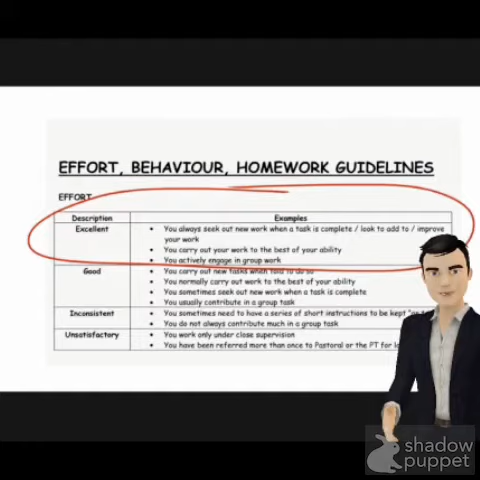 EFFORT, BEHAVIOUR, HOMEWORK GUIDELINES
EFFORT
Description Examples
Excellent
You always seek out new work when a task is complete / look to add to / improve
your work
You carry out your work to the best of your ability
You actively engage in group work
Good
You carry out new tasks when told to do so
You normally carry out work to the best of your ability
You sometimes seek out new work when a task is complete
You usually contribute in a group task
Inconsistent
You sometimes need to have a series of short instructions to be kept
You do not always contribute much in a group task
Unsatisfactory
You work only under close supervision
You have been referred more than once to Pastoral or the PT for
shadow
puppet